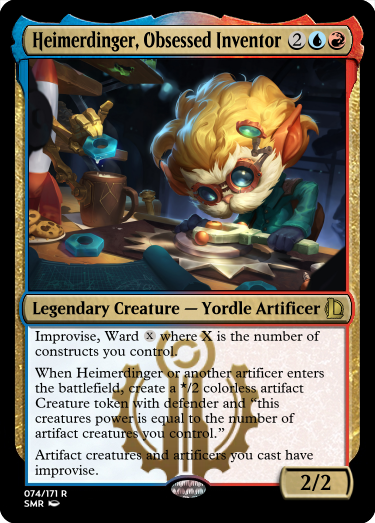 Heimerdinger, Obsessed Inventor 2
Legendary Creature — Yordle Artificer
Improvise, Ward X where X is the number of
constructs you control.
When Heimerdinger or another artificer enters
the battlefield, create a */2 colorless artifact
Creature token with defender and “this
creatures power is equal to the number of
artifact creatures you control.”
Artifact creatures and artificers you cast have
improvise.
2/2
074/171 R
SMR